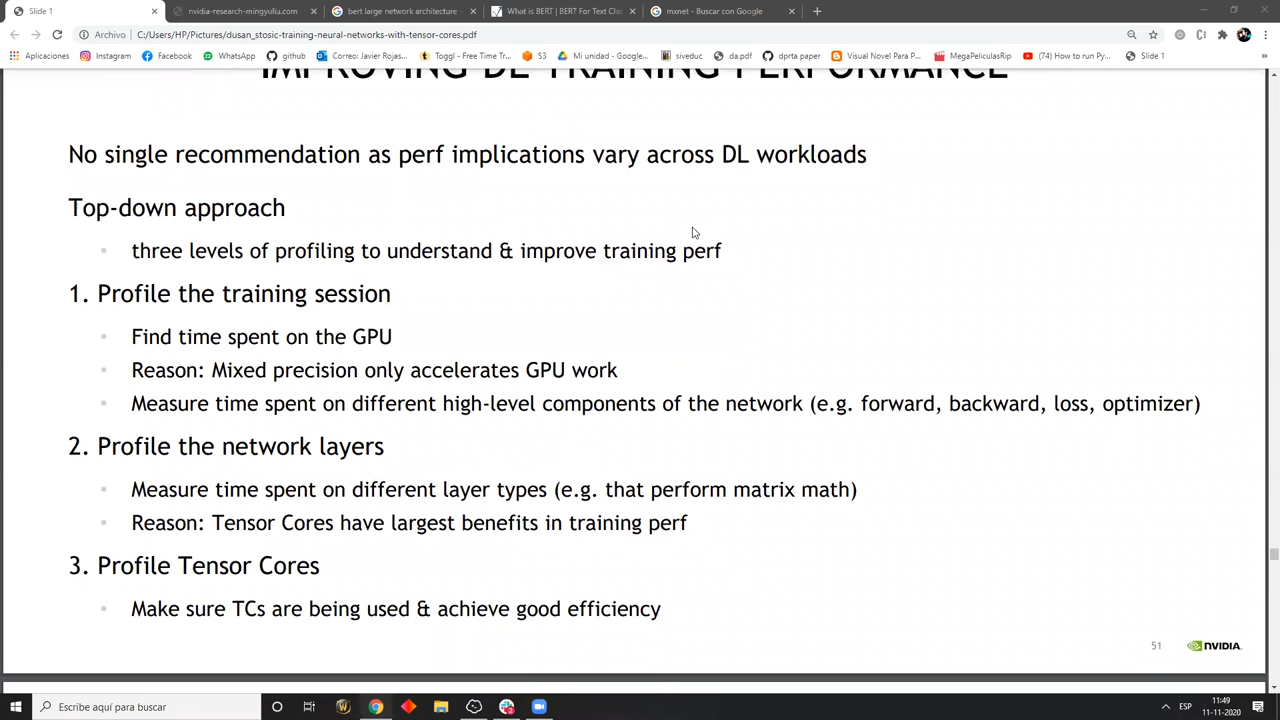 Slide 1
nvidia-research-mingyuliu.com
bert large network architecture
What is BERT | BERT For Text Cla
mxnet - Buscar con Google
Archivo
C:/Users/HP/Pictures/dusan_stosic-training-neural-networks-with-tensor-cores.pdf
Aplicaciones
Instagram
Facebook
WhatsApp
github
Correo: Javier Rojas...
Toggl - Free Time Tr...
S3
Mi unidad - Google...
siveduc
da.pdf
dprta paper
Visual Novel Para P...
MegaPeliculasRip
(74) How to run Py...
Slide 1
IMPROVING DL TRAINING PERFORMANCE
No single recommendation as perf implications vary across DL workloads
Top-down approach
• three levels of profiling to understand & improve training perf
1. Profile the training session
• Find time spent on the GPU
• Reason: Mixed precision only accelerates GPU work
• Measure time spent on different high-level components of the network (e.g. forward, backward, loss, optimizer)
2. Profile the network layers
• Measure time spent on different layer types (e.g. that perform matrix math)
• Reason: Tensor Cores have largest benefits in training perf
3. Profile Tensor Cores
• Make sure TCs are being used & achieve good efficiency
51
NVIDIA.
Escribe aquí para buscar
ESP
11:49
11-11-2020